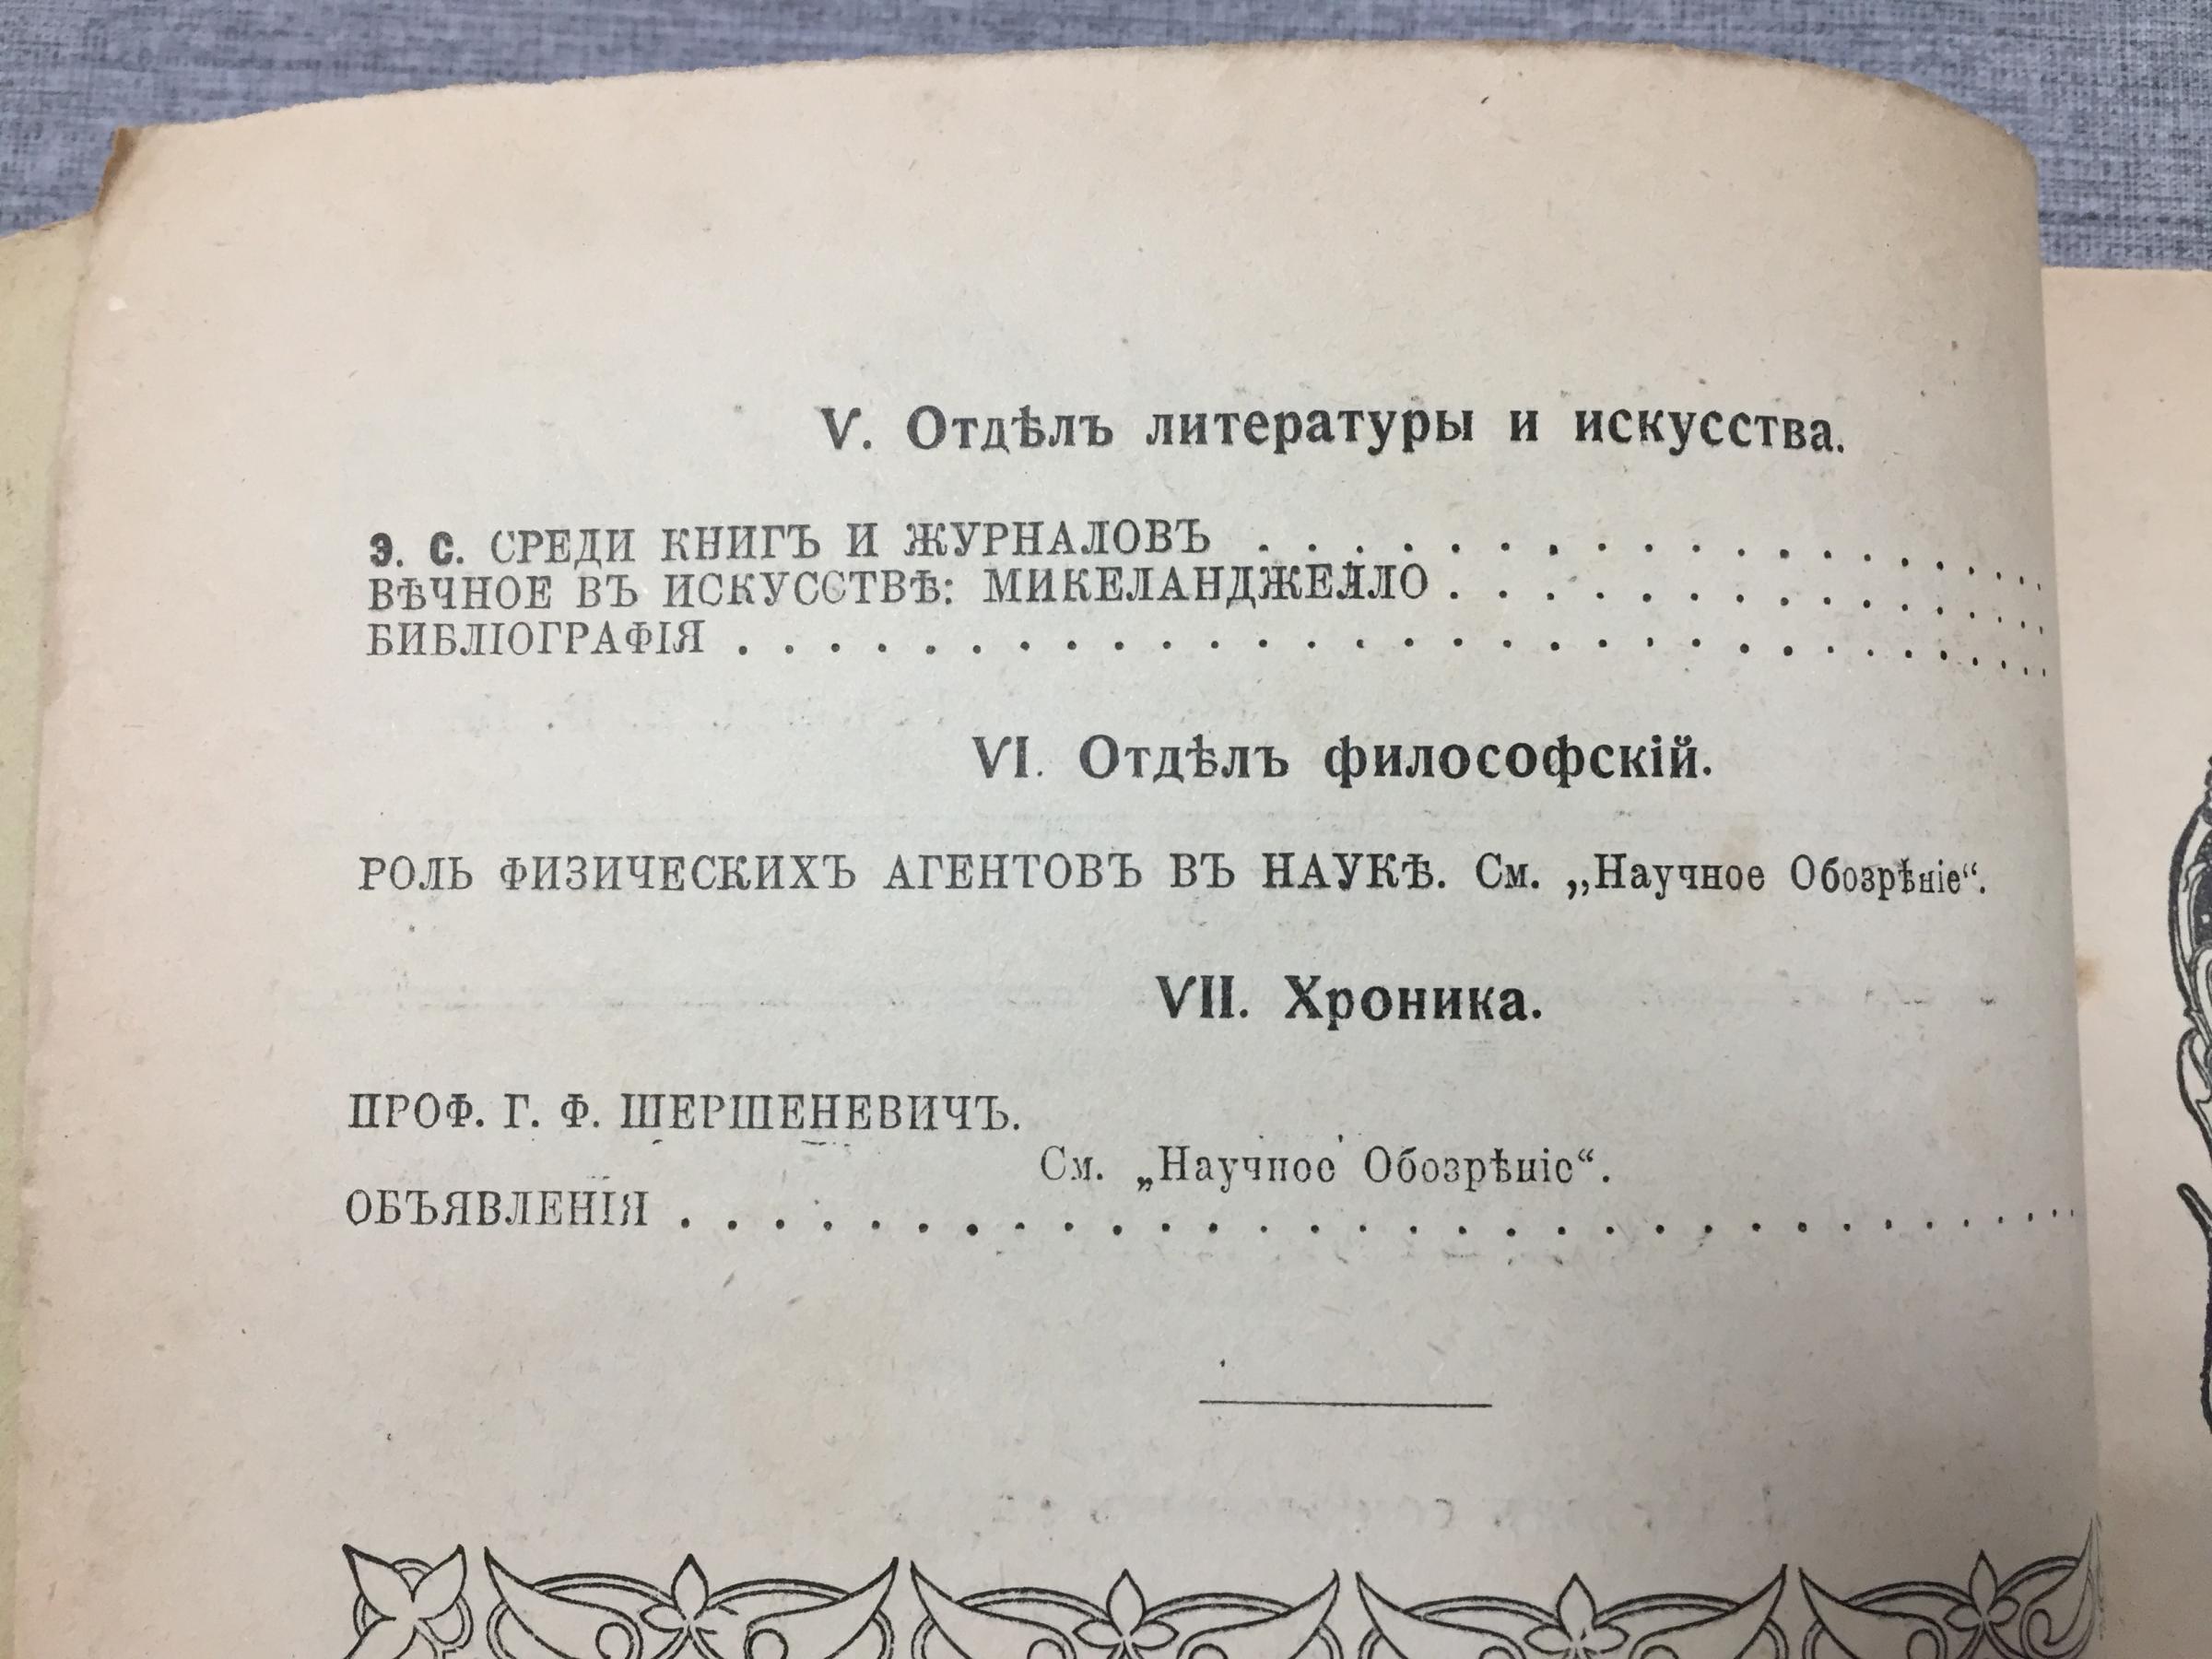 V. Отдѣлъ литературы и искусства.
Э. С. СРЕДИ КНИГЪ И ЖУРНАЛОВЪ . . . . . . . . . . . . . . . . . .
ВѢЧНОЕ ВЪ ИСКУССТВѢ: МИКЕЛАНДЖЕЛЛО . . . . . . . . . . . . . .
БИБЛІОГРАФІЯ . . . . . . . . . . . . . . . . . . . . . . . . . . . . . .
VI. Отдѣлъ философскій.
РОЛЬ ФИЗИЧЕСКИХЪ АГЕНТОВЪ ВЪ НАУКѢ. См. „Научное Обозрѣніе“.
VII. Хроника.
ПРОФ. Г. Ф. ШЕРШЕНЕВИЧЪ.
См. „Научное Обозрѣніе“.
ОБЪЯВЛЕНІЯ . . . . . . . . . . . . . . . . . . . . . . . . . . . . . . .